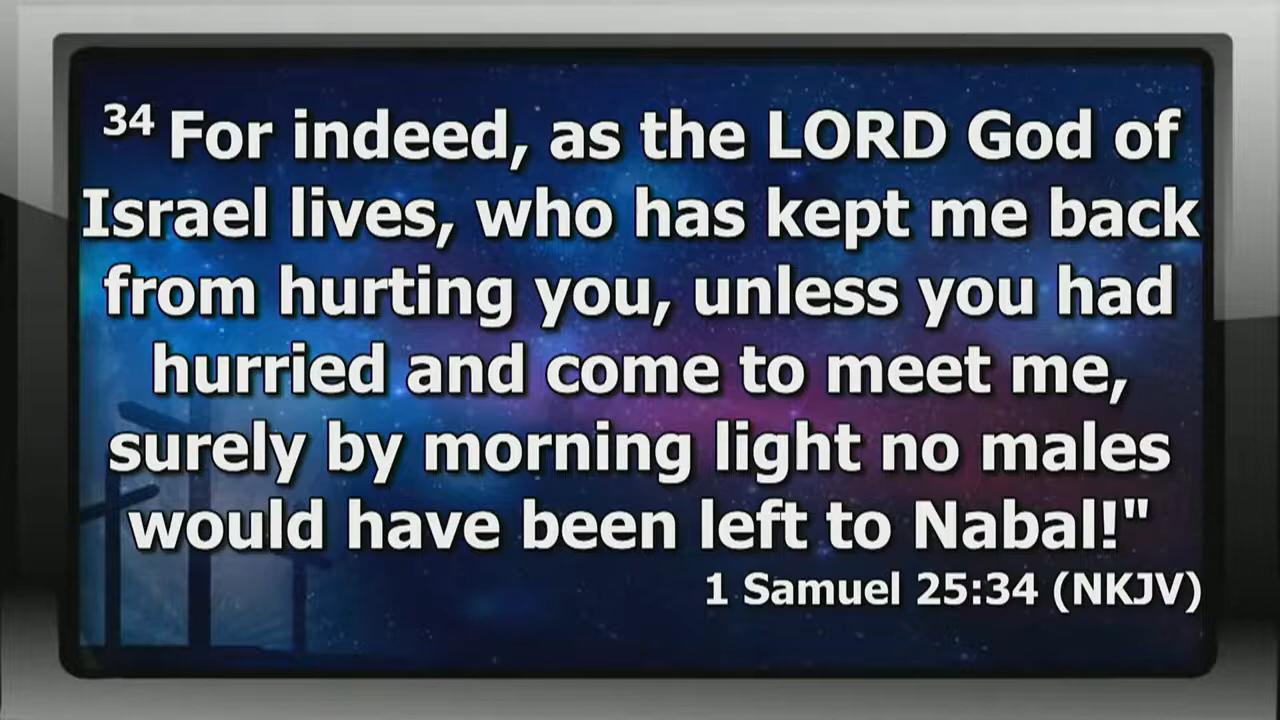 34 For indeed, as the LORD God of
Israel lives, who has kept me back
from hurting you, unless you had
hurried and come to meet me,
surely by morning light no males
would have been left to Nabal!"
1 Samuel 25:34 (NKJV)